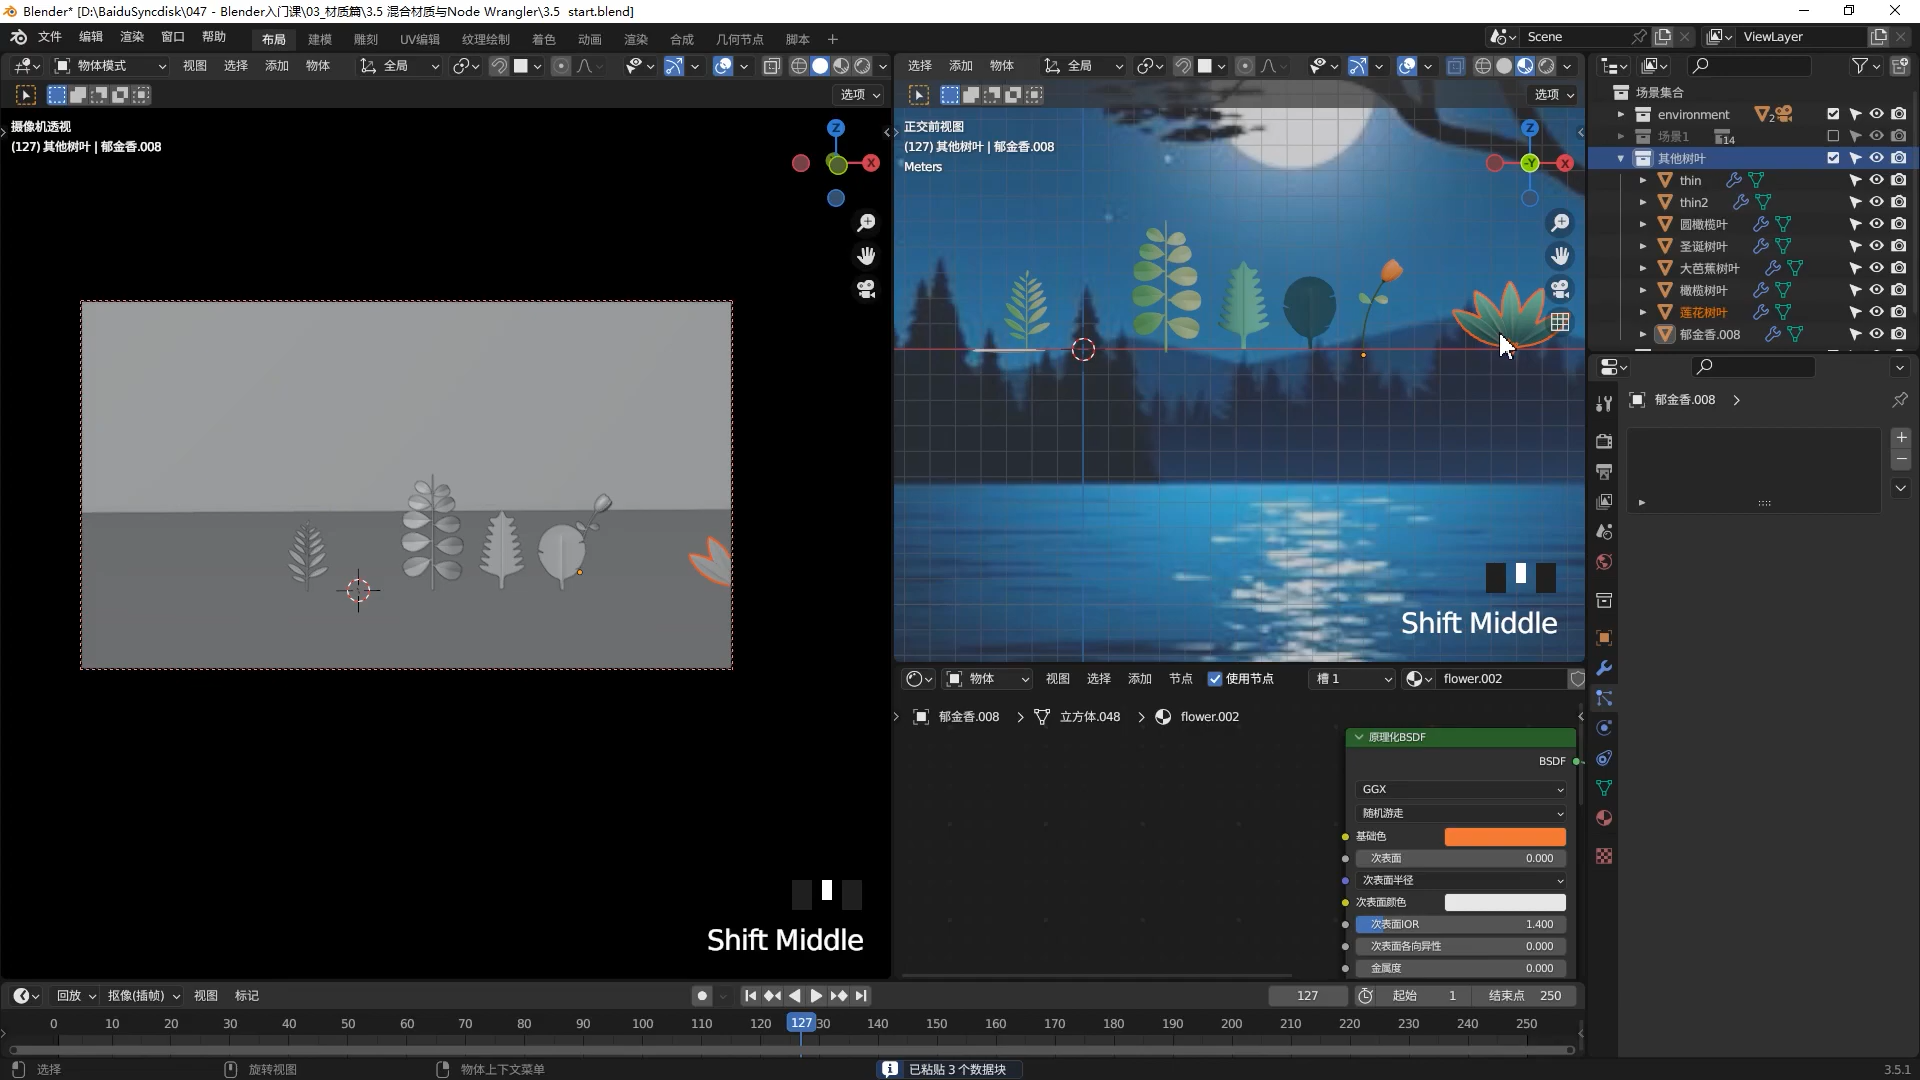 Blender* [D:\BaiduSyncdisk\047 - Blender入门课\03_材质篇\3.5 混合材质与Node Wrangler\3.5  start.blend]
文件 编辑 渲染 窗口 帮助 布局 建模 雕刻 UV编辑 纹理绘制 着色 动画 渲染 合成 几何节点 脚本 Scene ViewLayer
物体模式 视图 选择 添加 物体 全局
选择 添加 物体 全局
选项
选项
摄像机透视
(127) 其他树叶 | 郁金香.008
Z
X
Shift Middle
正交前视图
(127) 其他树叶 | 郁金香.008
Meters
Z
-Y
X
Shift Middle
场景集合
environment 2
场景1 14
其他树叶
thin
thin2
圆橄榄叶
圣诞树叶
大芭蕉树叶
橄榄树叶
莲花树叶
郁金香.008
郁金香.008
物体 视图 选择 添加 节点 使用节点 槽 1 flower.002
郁金香.008 立方体.048 flower.002
原理化BSDF
BSDF
GGX
随机游走
基础色
次表面 0.000
次表面半径
次表面颜色
次表面IOR 1.400
次表面各向异性 0.000
金属度 0.000
回放 抠像(插帧) 视图 标记 127 起始 1 结束点 250
0 10 20 30 40 50 60 70 80 90 100 110 120 127 30 140 150 160 170 180 190 200 210 220 230 240 250
选择 旋转视图 物体上下文菜单 已粘贴 3 个数据块 3.5.1